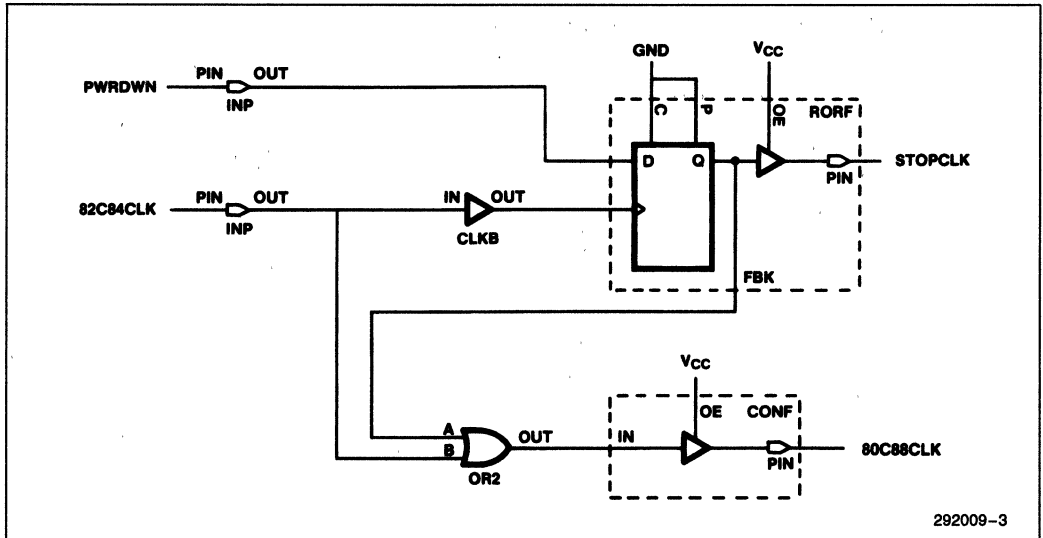 GND
VCC
PWRDWN
PIN
OUT
INP
C
P
OE
RORF
D
Q
PIN
STOPCLK
82C84CLK
PIN
OUT
INP
IN
OUT
CLKB
FBK
VCC
OE
CONF
A
B
OUT
OR2
IN
PIN
80C88CLK
292009-3